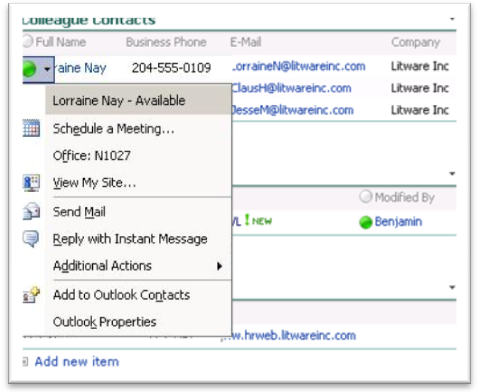 Colleague Contacts
Full Name Business Phone E-Mail Company
raine Nay 204-555-0109 LorraineN@litwareinc.com Litware Inc
ClausH@litwareinc.com Litware Inc
JesseM@litwareinc.com Litware Inc
Lorraine Nay - Available
Schedule a Meeting...
Office: N1027
View My Site...
Modified By
Send Mail
! NEW Benjamin
Reply with Instant Message
Additional Actions
Add to Outlook Contacts
Outlook Properties
w.hrweb.litwareinc.com
Add new item